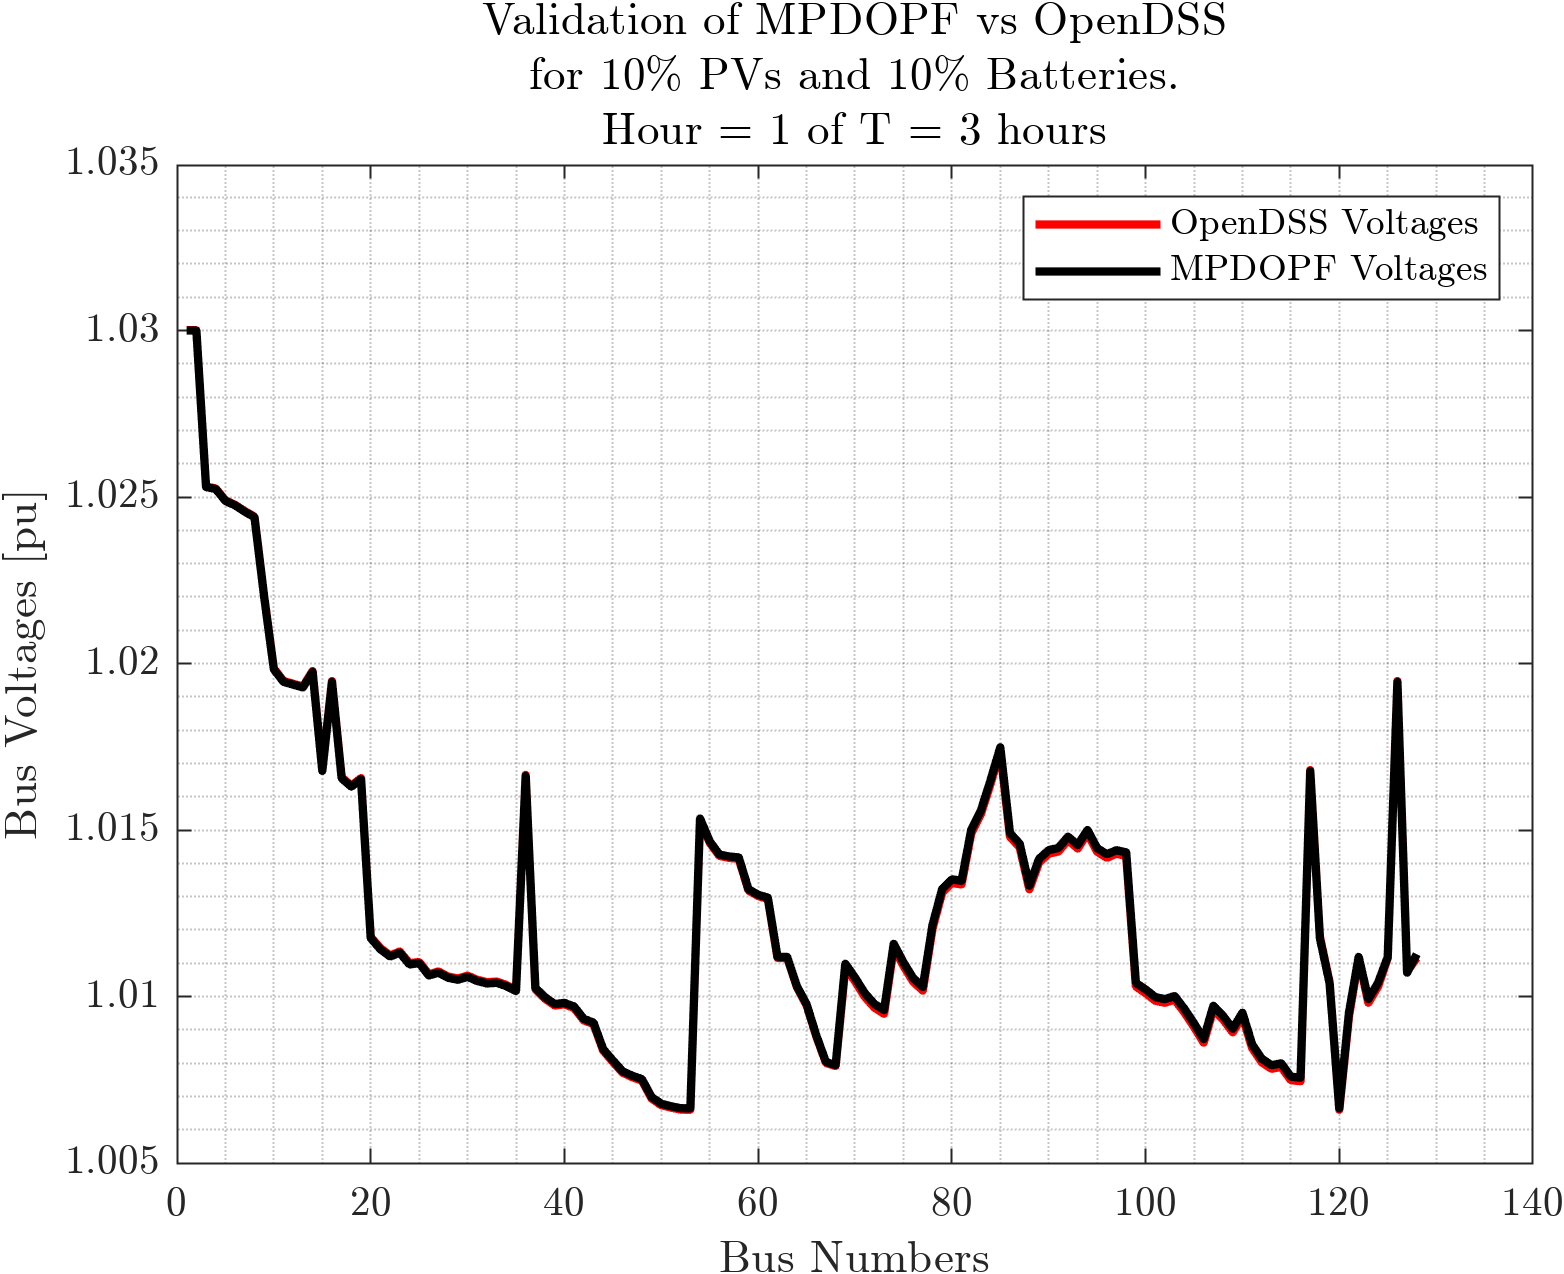 Validation of MPDOPF vs OpenDSS
for 10% PVs and 10% Batteries.
Hour = 1 of T = 3 hours
OpenDSS Voltages
MPDOPF Voltages
Bus Voltages [pu]
1.035
1.03
1.025
1.02
1.015
1.01
1.005
0 20 40 60 80 100 120 140
Bus Numbers